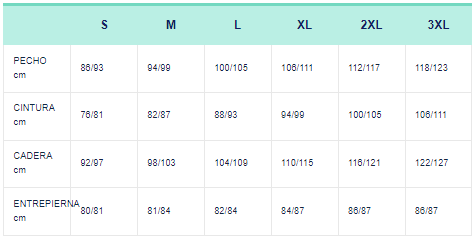 S M L XL 2XL 3XL
PECHO
cm
86/93 94/99 100/105 106/111 112/117 118/123
CINTURA
cm
76/81 82/87 88/93 94/99 100/105 106/111
CADERA
cm
92/97 98/103 104/109 110/115 116/121 122/127
ENTREPIERNA
cm
80/81 81/84 82/84 84/87 86/87 86/87